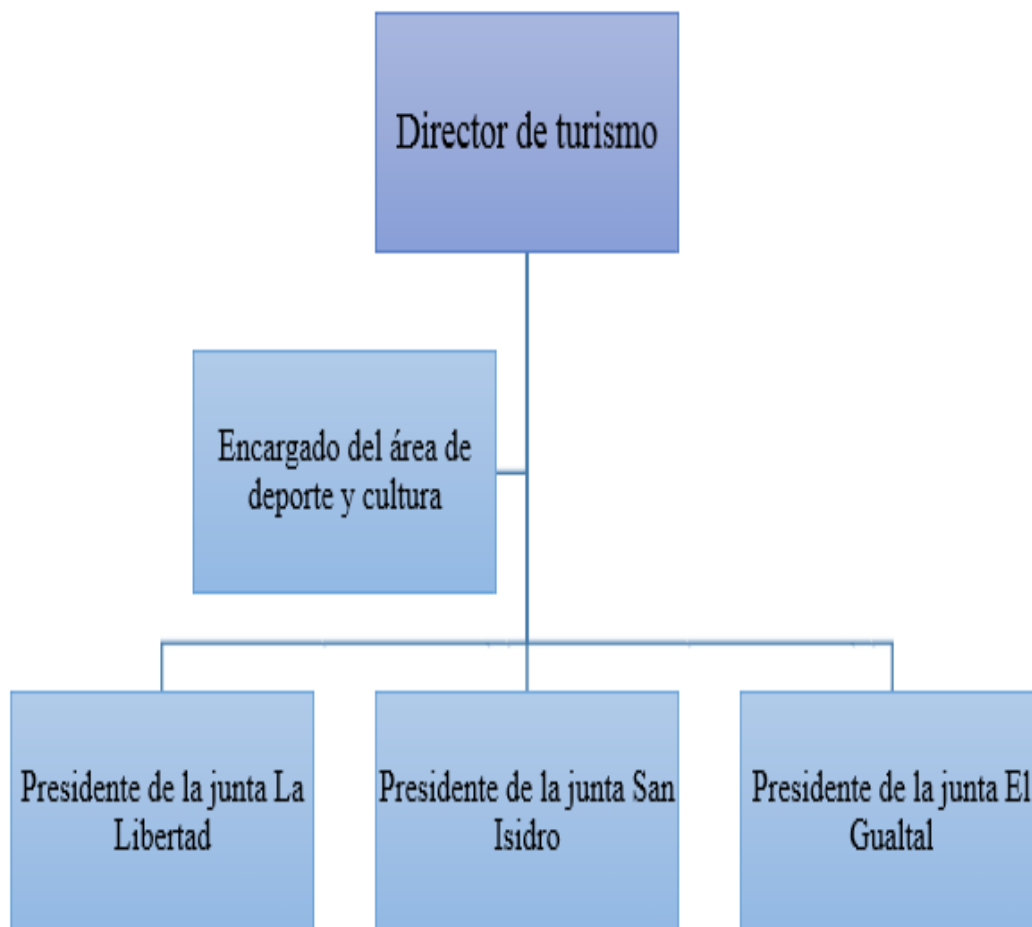 Director de turismo
Encargado del área de
deporte y cultura
Presidente de la junta La
Libertad
Presidente de la junta San
Isidro
Presidente de la junta El
Gualtal